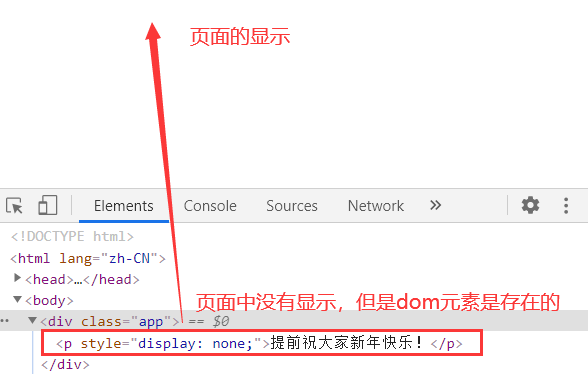 页面的显示
Elements Console Sources Network »
<!DOCTYPE html>
<html lang="zh-CN">
<head>…</head>
<body>
页面中没有显示，但是dom元素是存在的
<div class="app"> == $0
<p style="display: none;">提前祝大家新年快乐！</p>
</div>